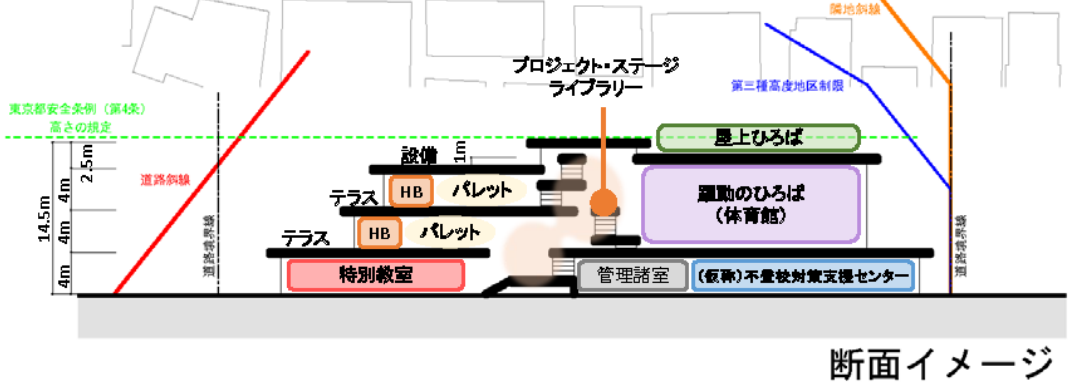 隣地斜線
プロジェクト・ステージ
ライブラリー
第三種高度地区制限
東京都安全条例（第4条）
高さの規定
屋上ひろば
設備
1m
2.5m
道路斜線
HB
パレット
4m
躍動のひろば
（体育館）
テラス
14.5m
HB
パレット
4m
道路境界線
道路境界線
テラス
4m
特別教室
管理諸室
（仮称）不登校対策支援センター
断面イメージ